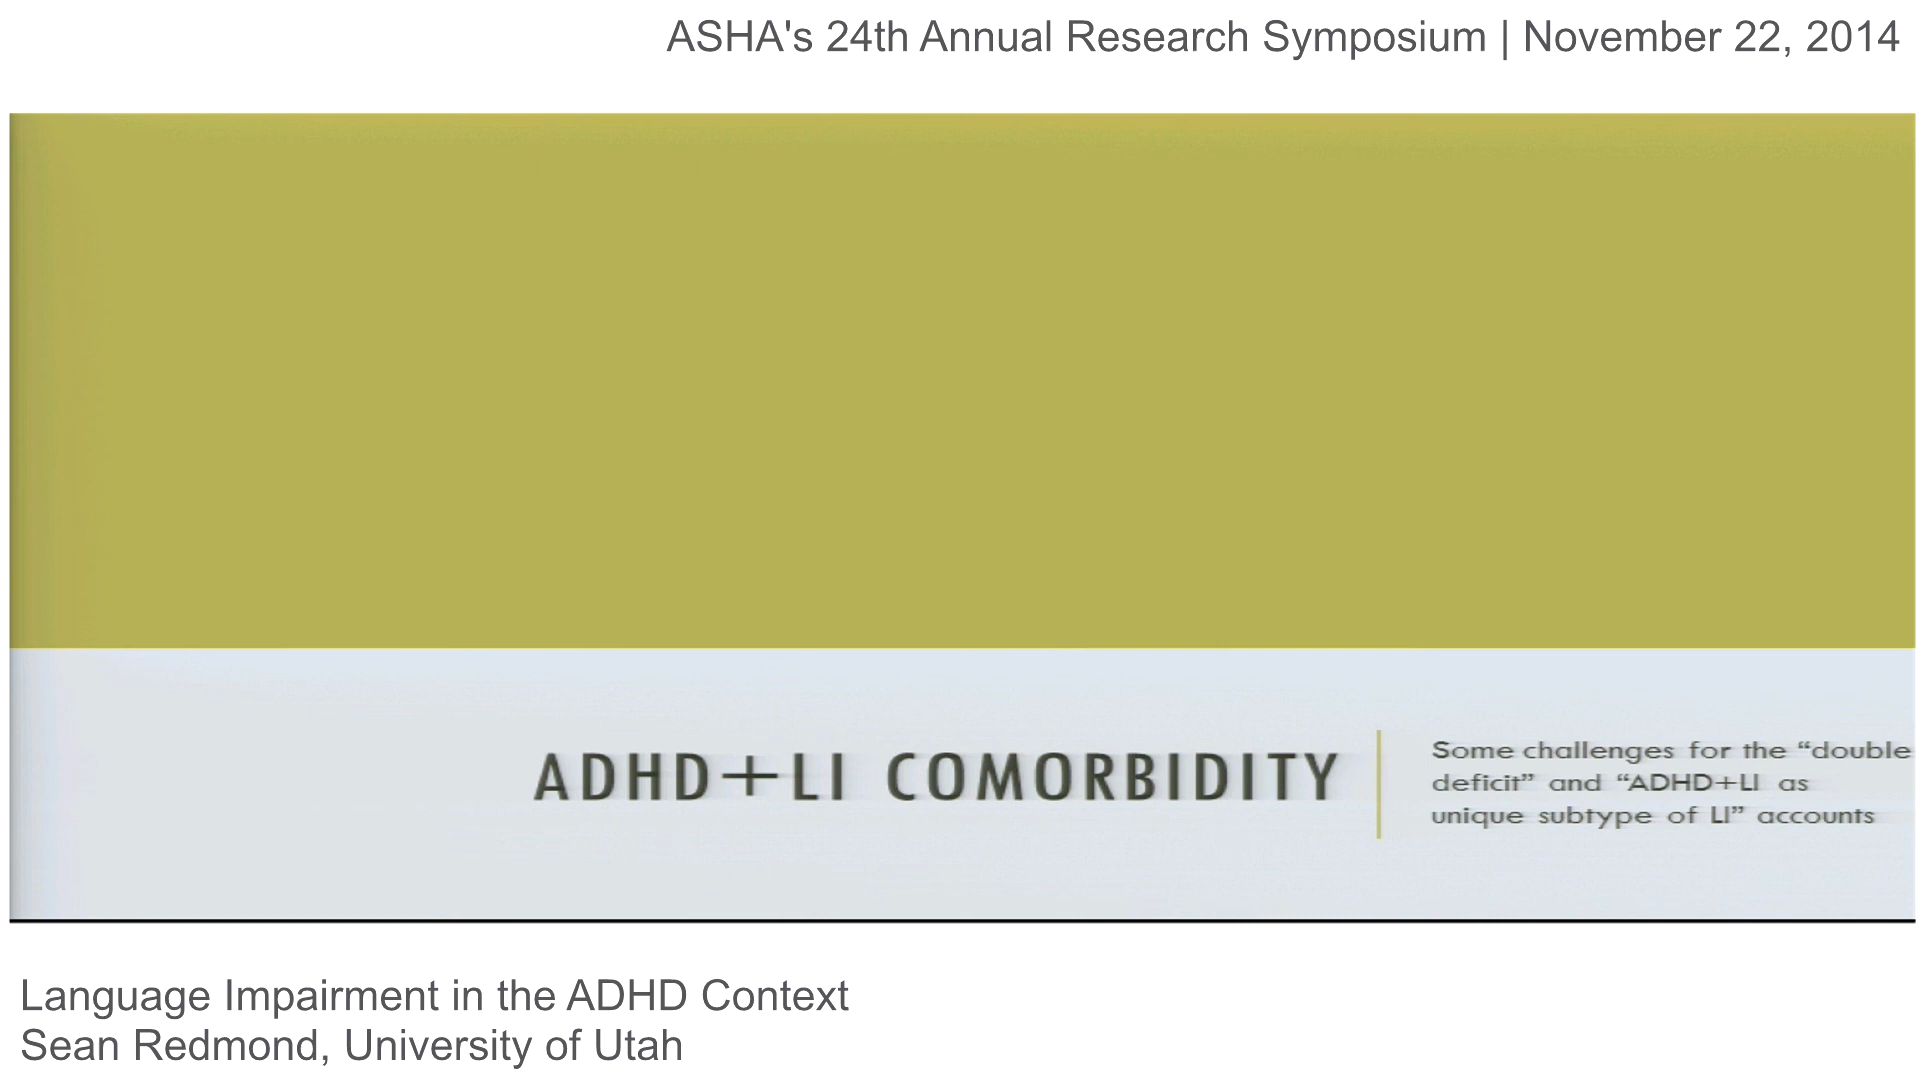 ASHA's 24th Annual Research Symposium | November 22, 2014
ADHD+LI COMORBIDITY
Some challenges for the “double
deficit” and “ADHD+LI as
unique subtype of LI” accounts
Language Impairment in the ADHD Context
Sean Redmond, University of Utah